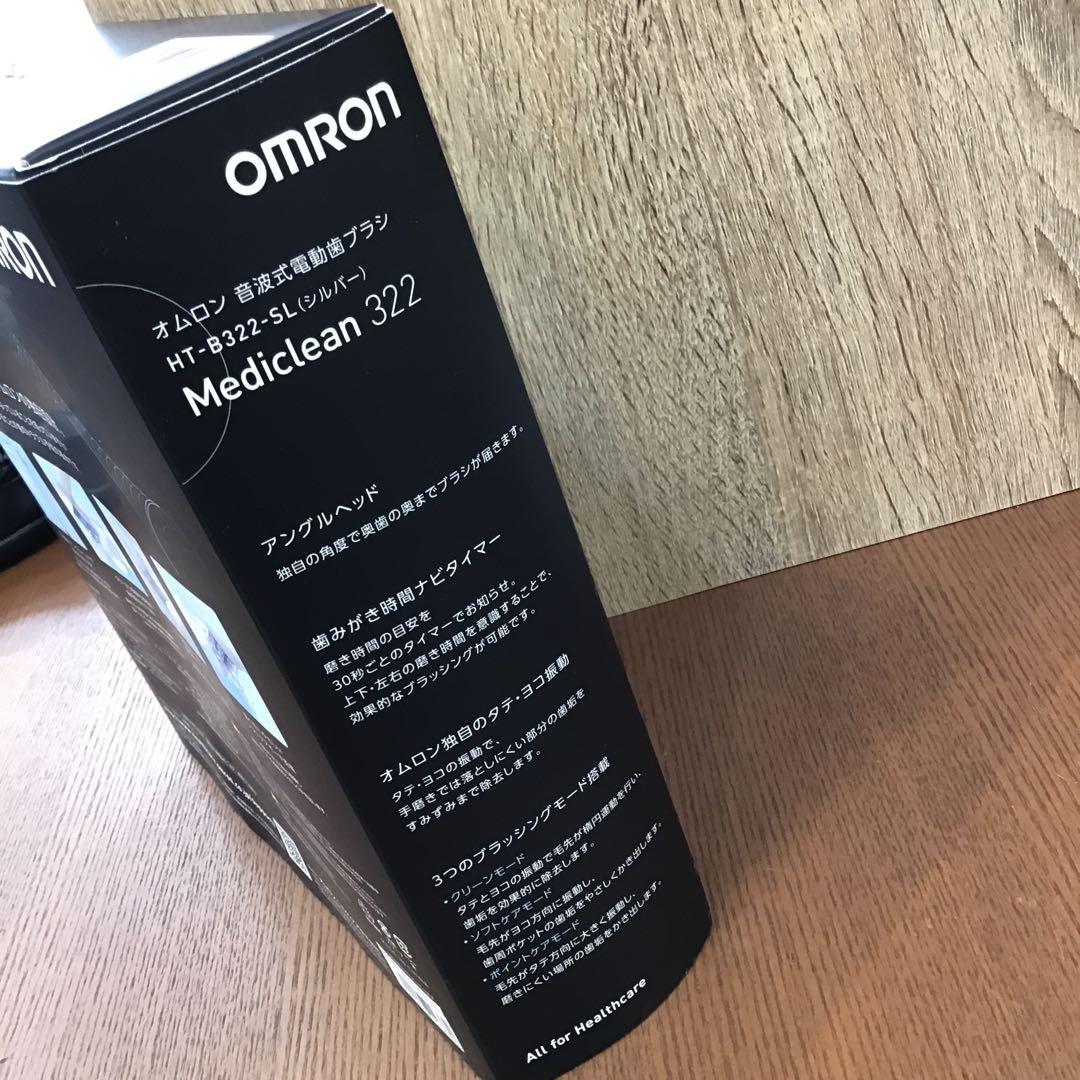 OMRON
オムロン 音波式電動歯ブラシ
HT-B322-SL(シルバー)
Mediclean 322
アングルヘッド
独自の角度で奥歯の奥までブラシが届きます。
歯みがき時間ナビタイマー
磨き時間の目安を
30秒ごとのタイマーでお知らせ。
上下・左右の磨き時間を意識することで、
効果的なブラッシングが可能です。
オムロン独自のタテ・ヨコ振動
タテ・ヨコの振動で、
手磨きでは落としにくい部分の歯垢を
すみずみまで除去します。
3つのブラッシングモード搭載
・クリーンモード
タテとヨコの振動で毛先が楕円運動を行い、
歯垢を効果的に除去します。
・ソフトケアモード
毛先がヨコ方向に振動し、
歯周ポケットの歯垢をやさしくかき出します。
・ポイントケアモード
毛先がタテ方向に大きく振動し、
磨きにくい場所の歯垢をかき出します。
All for Healthcare